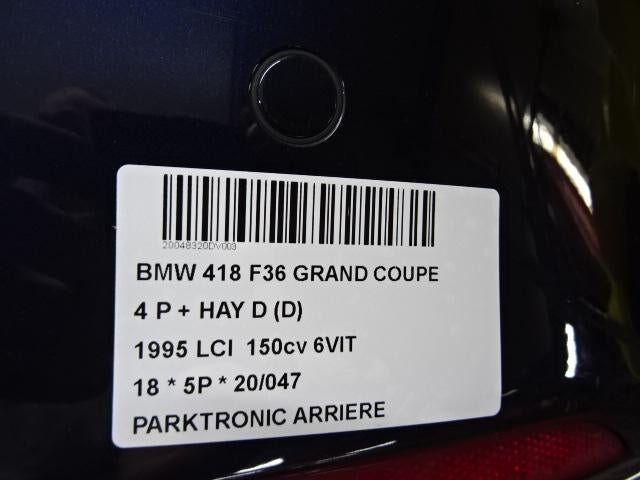 20048320DV003
BMW 418 F36 GRAND COUPE
4 P + HAY D (D)
1995 LCI 150cv 6VIT
18 * 5P * 20/047
PARKTRONIC ARRIERE